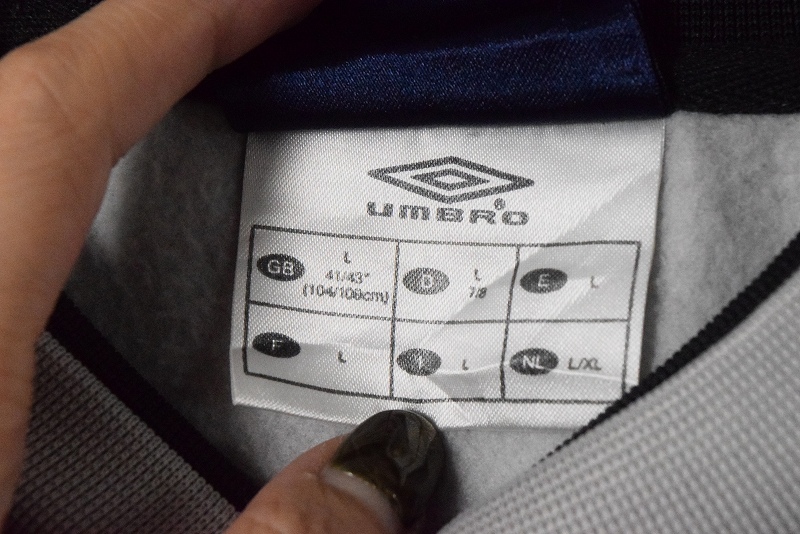 UMBRO®
GB L 41/43"
(104/109cm)
D L 7/8
E L
F L
I L
NL L/XL